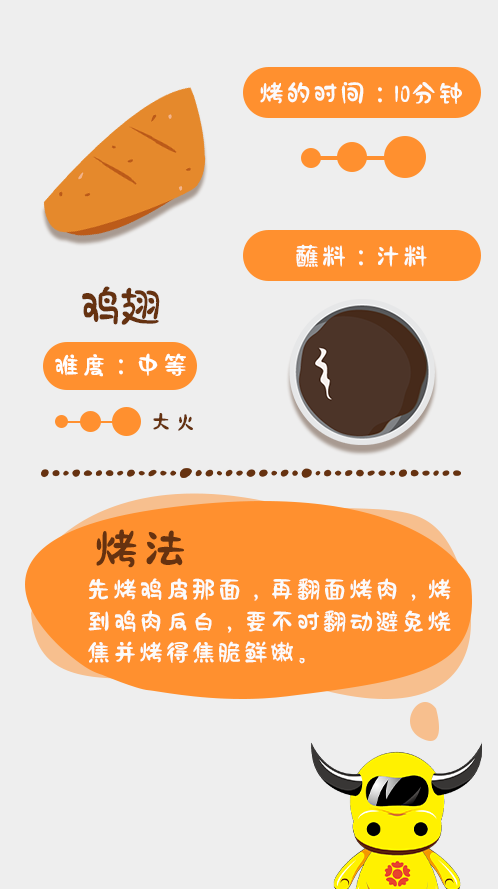 烤的时间：10分钟
蘸料：汁料
鸡翅
难度：中等
大火
烤法
先烤鸡皮那面，再翻面烤肉，烤
到鸡肉反白，要不时翻动避免烧
焦并烤得焦脆鲜嫩。